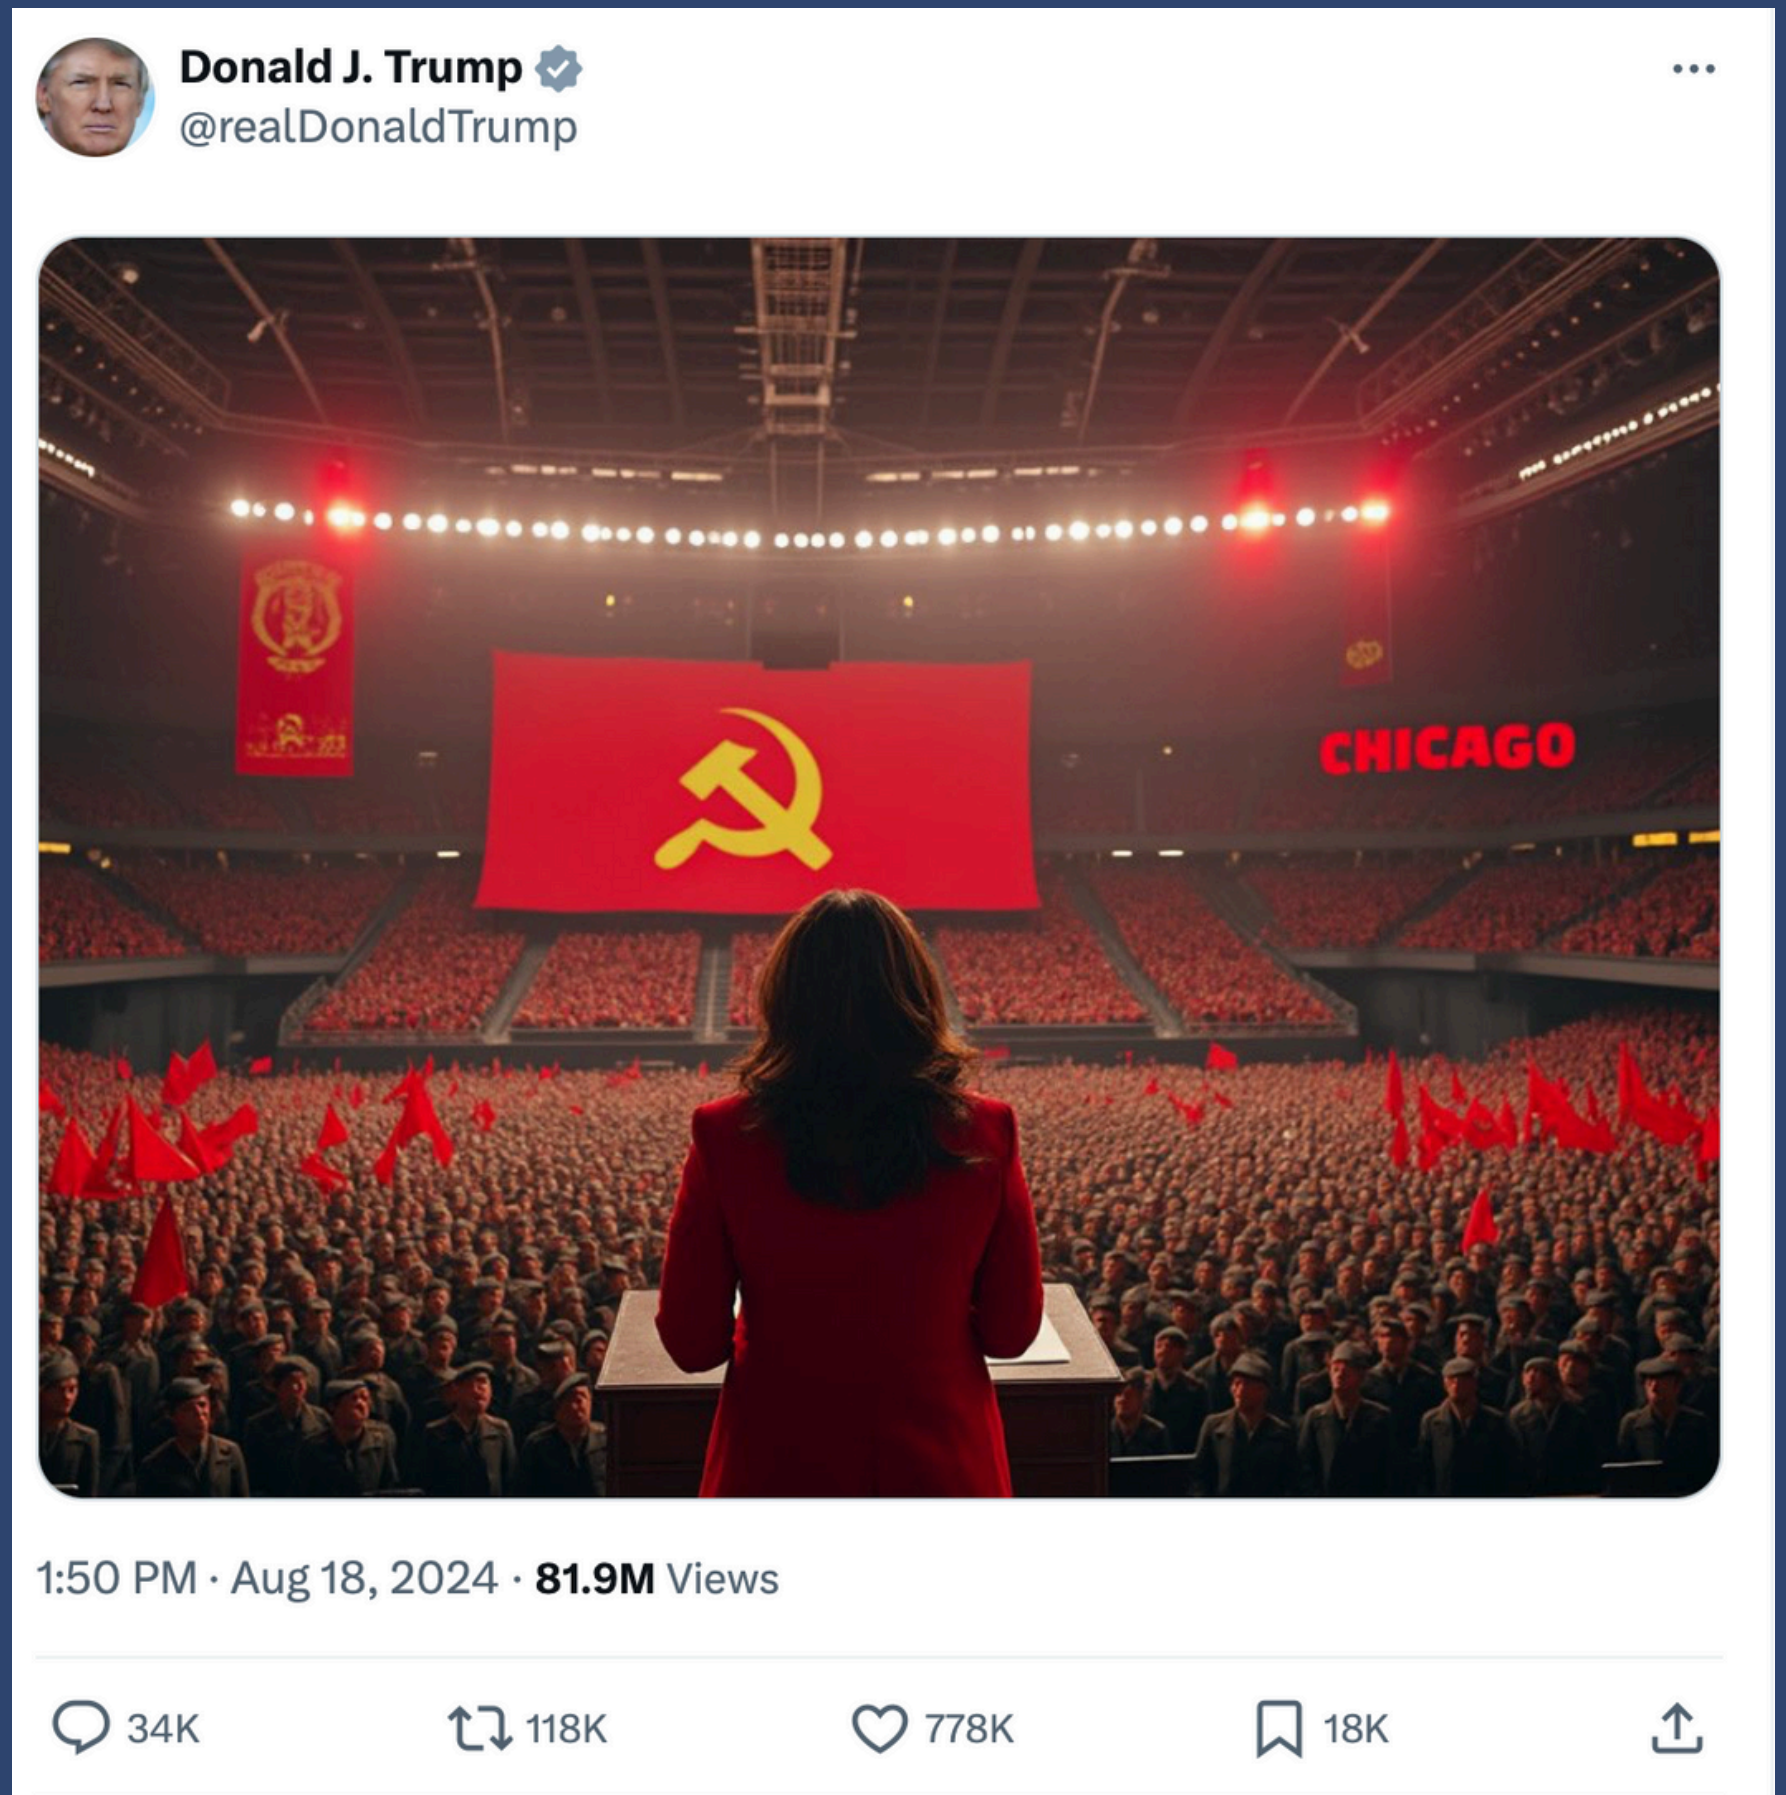 Donald J. Trump
@realDonaldTrump
CHICAGO
1:50 PM · Aug 18, 2024 · 81.9M Views
34K
118K
778K
18K